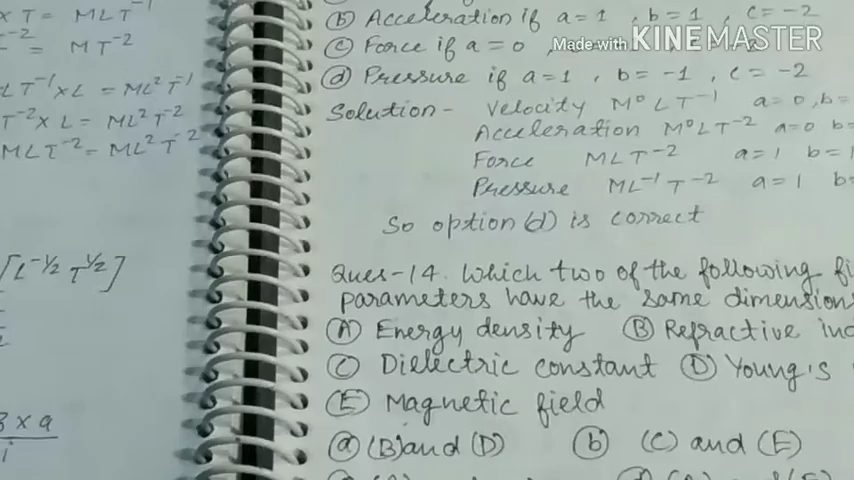 x T = MLT⁻¹
⁻² = MT⁻²
LT⁻¹ x L = ML²T⁻¹
T⁻² x L = ML²T⁻²
MLT⁻² = ML²T⁻²
[L⁻¹/² T¹/²]
x a
i
(b) Acceleration if a = 1 , b = 1 , c = -2
(c) Force if a = 0 ,
Made with KINEMASTER
(d) Pressure if a = 1 , b = -1 , c = -2
Solution - Velocity M⁰LT⁻¹ a = 0, b =
Acceleration M⁰LT⁻² a = 0 b =
Force MLT⁻² a = 1 b = 1
Pressure ML⁻¹T⁻² a = 1 b =
So option (d) is correct
Ques-14. Which two of the following
parameters have the same dimensions
(A) Energy density (B) Refractive
(C) Dielectric constant (D) Young's
(E) Magnetic field
(a) (B) and (D) (b) (C) and (E)